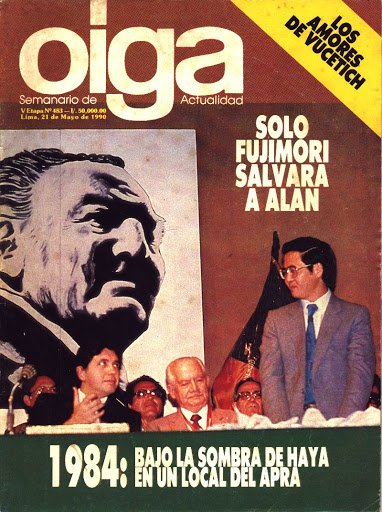 LOS
AMORES
DE VUCETICH
oiga
Semanario de Actualidad
V Etapa Nº 483 — I/. 50,000.00
Lima, 21 de Mayo de 1990
SOLO
FUJIMORI
SALVARA
A ALAN
1984: BAJO LA SOMBRA DE HAYA
EN UN LOCAL DEL APRA